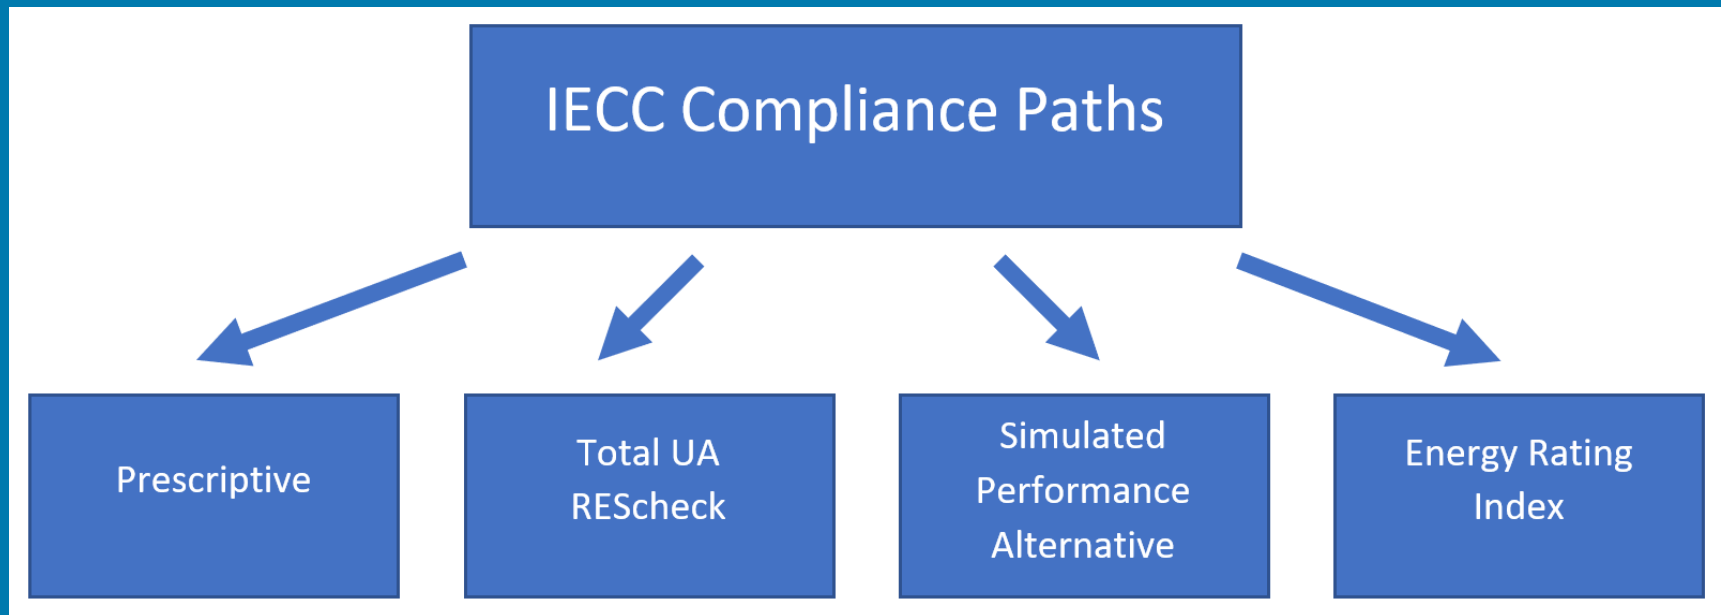 IECC Compliance Paths
Prescriptive
Total UA
REScheck
Simulated
Performance
Alternative
Energy Rating
Index